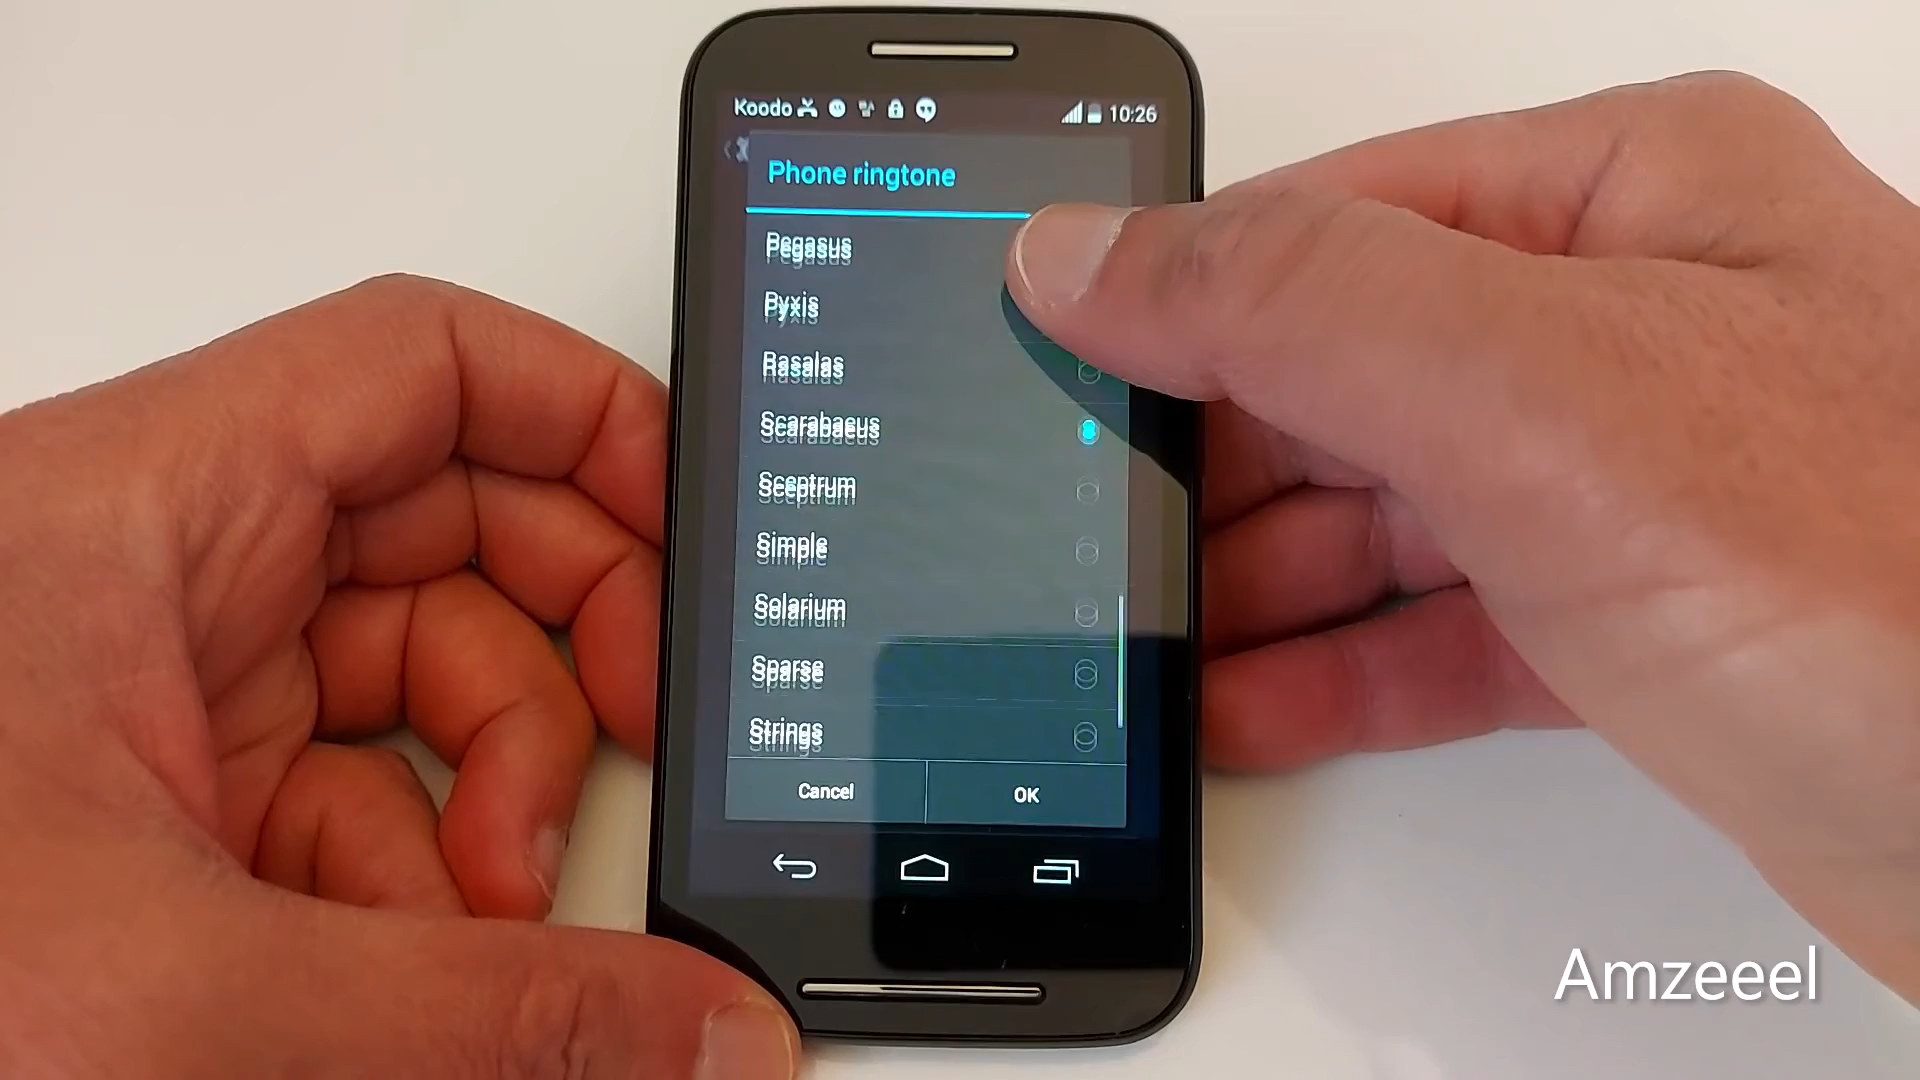 Koodo 10:26
Phone ringtone
Pegasus
Pyxis
Rasalas
Scarabaeus
Sceptrum
Simple
Solarium
Sparse
Strings
Cancel OK
Amzeeel